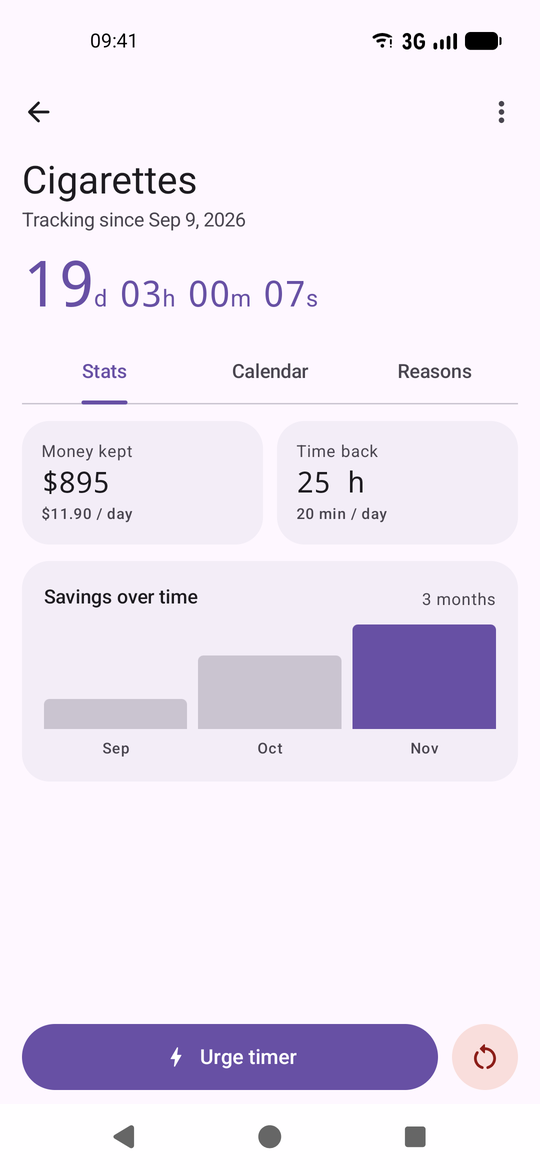 09:41
3G
Cigarettes
Tracking since Sep 9, 2026
19d 03h 00m 07s
Stats Calendar Reasons
Money kept
$895
$11.90 / day
Time back
25 h
20 min / day
Savings over time
3 months
Sep Oct Nov
Urge timer